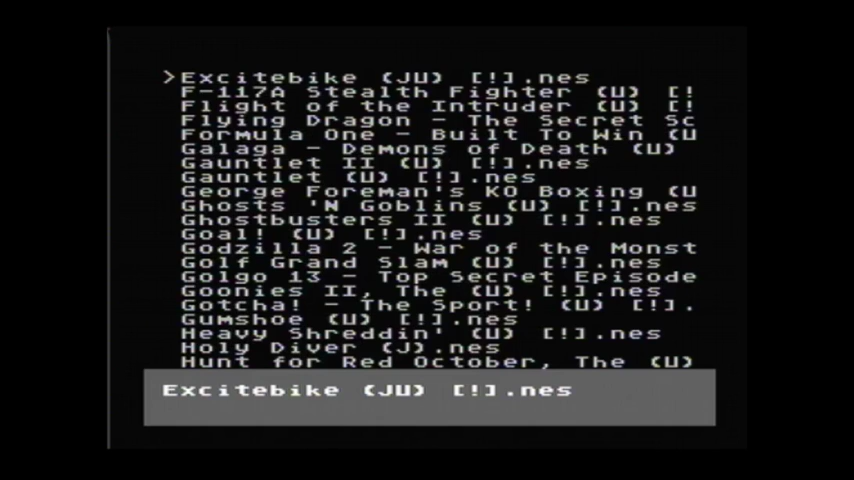 >Excitebike (JU) [!].nes
F-117A Stealth Fighter (U) [!
Flight of the Intruder (U) [!
Flying Dragon - The Secret Sc
Formula One - Built To Win (U
Galaga - Demons of Death (U)
Gauntlet II (U) [!].nes
Gauntlet (U) [!].nes
George Foreman's KO Boxing (U
Ghosts 'N Goblins (U) [!].nes
Ghostbusters II (U) [!].nes
Goal! (U) [!].nes
Godzilla 2 - War of the Monst
Golf Grand Slam (U) [!].nes
Golgo 13 - Top Secret Episode
Goonies II, The (U) [!].nes
Gotcha! - The Sport! (U) [!].
Gumshoe (U) [!].nes
Heavy Shreddin' (U) [!].nes
Holy Diver (J).nes
Hunt for Red October, The (U)
Excitebike (JU) [!].nes